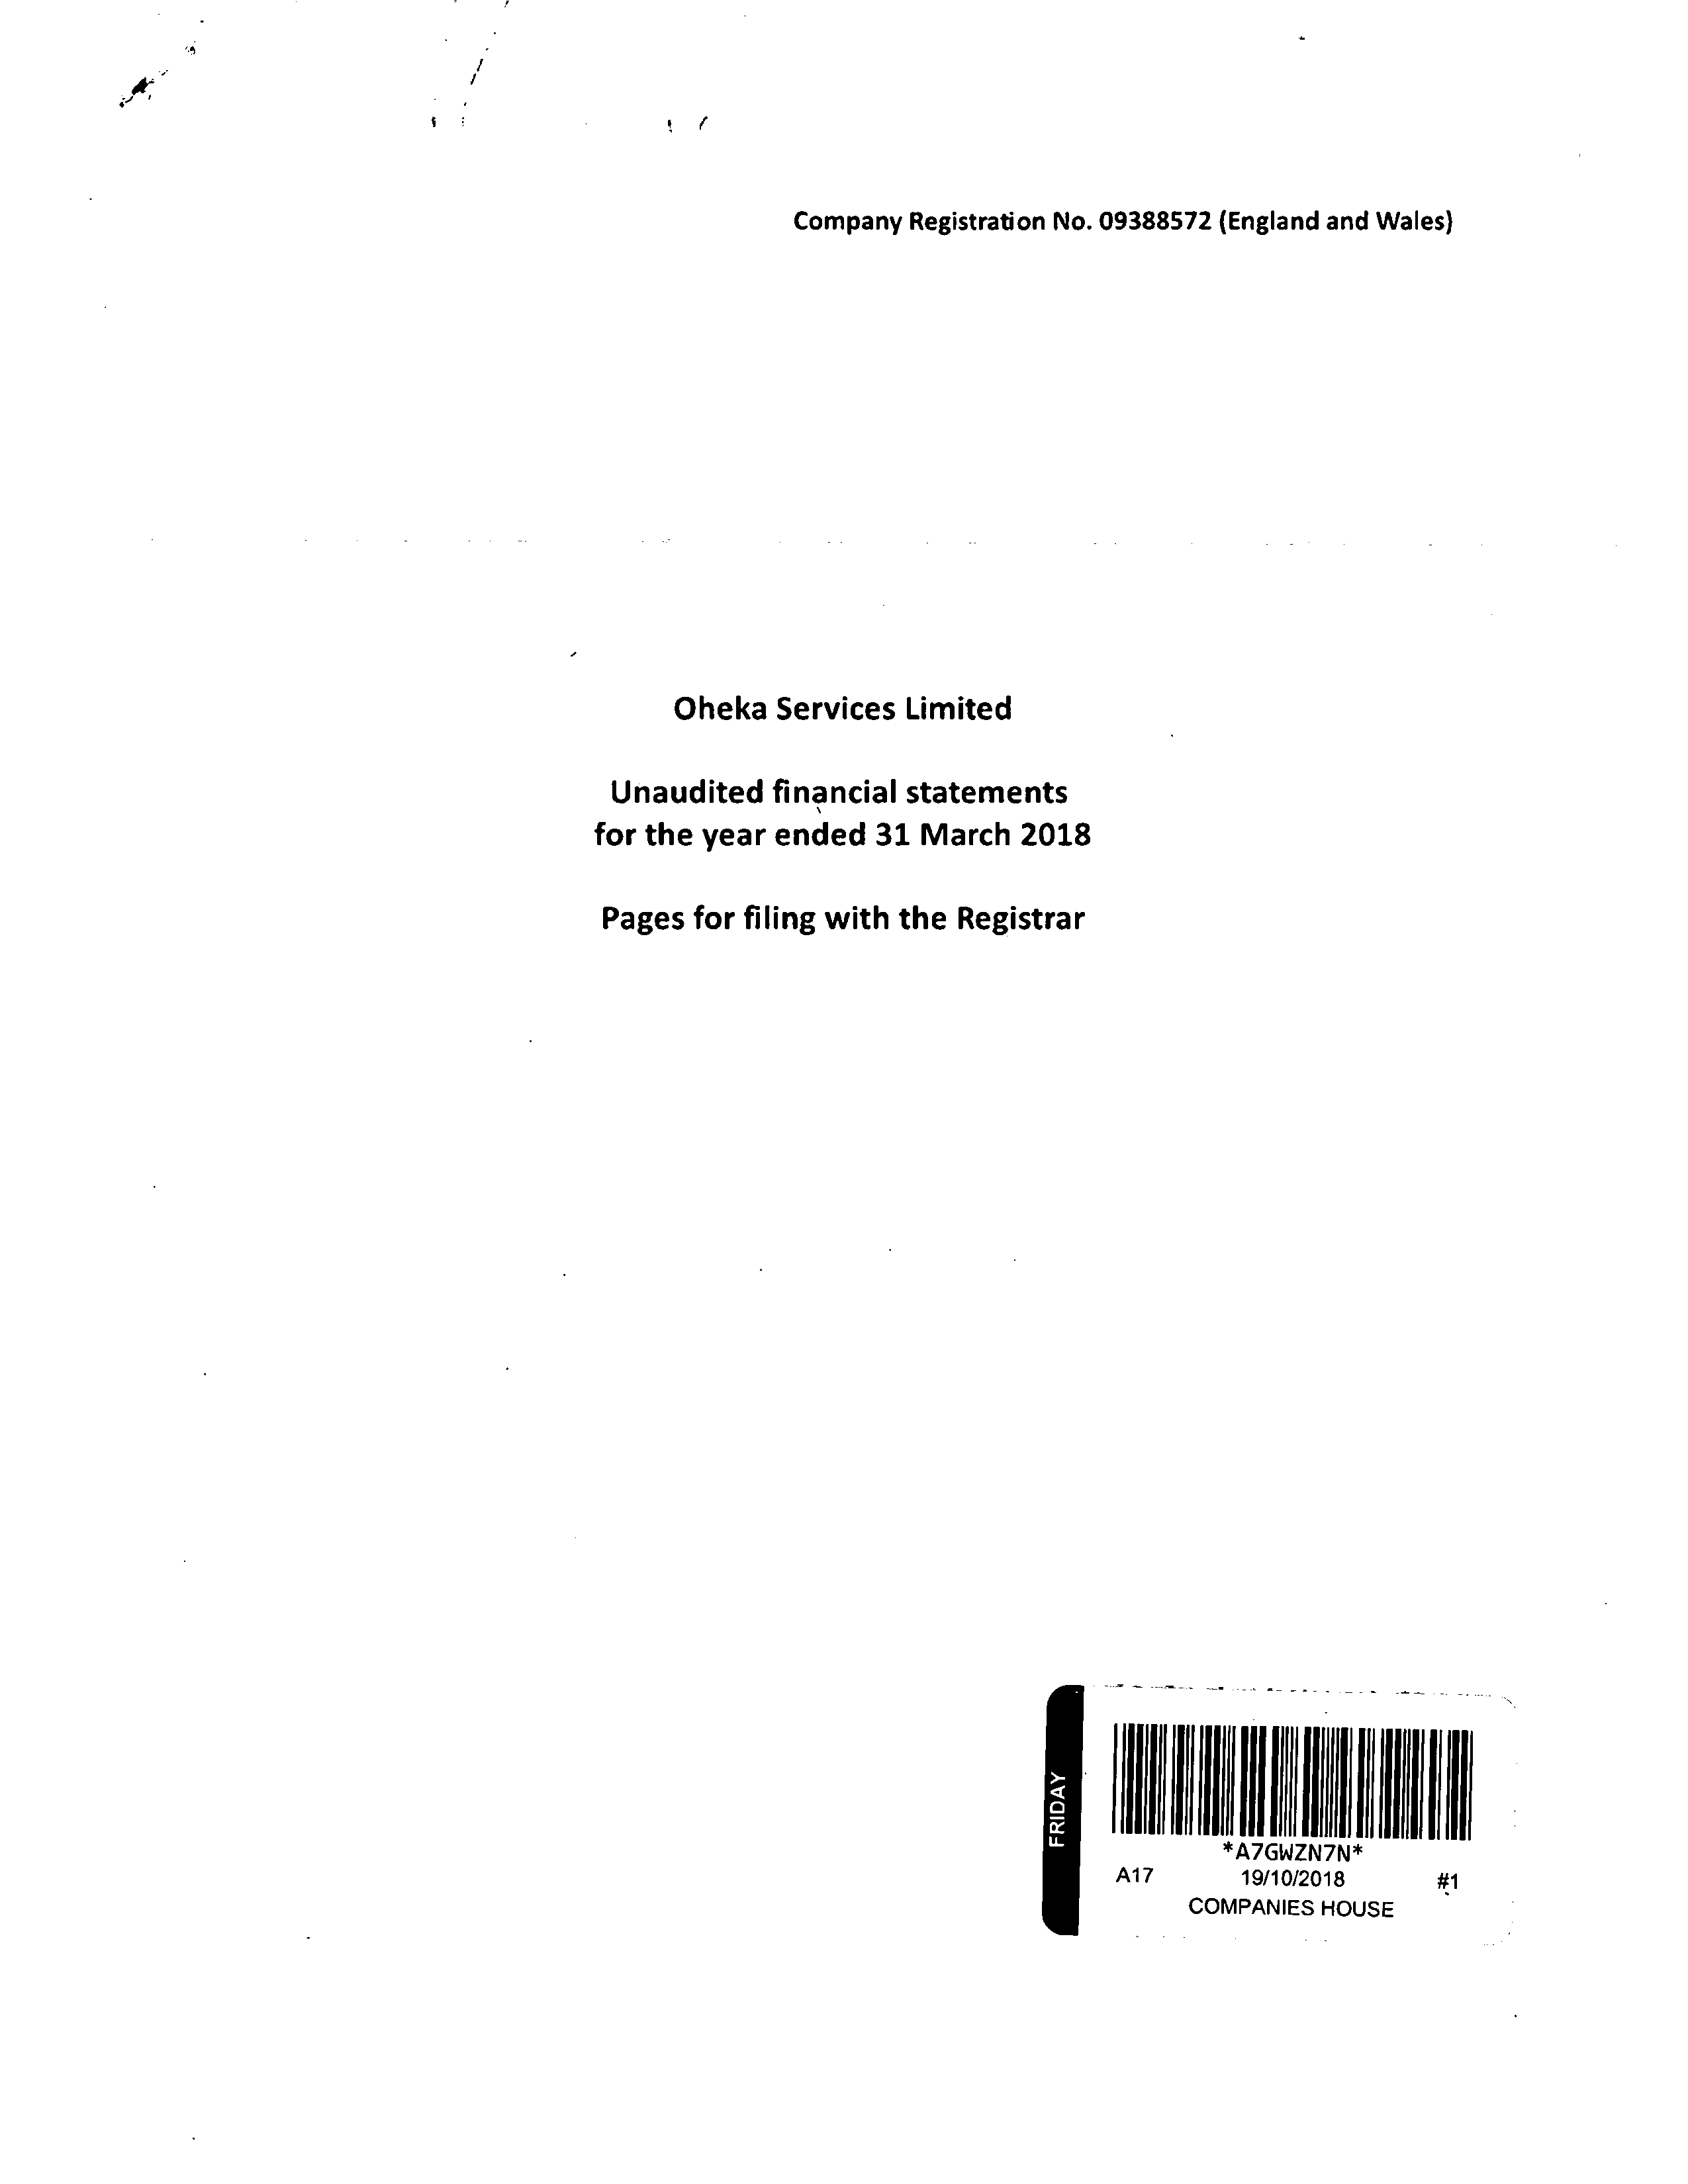 Company Registration No. 09388572 (England and Wales)
Oheka Services Limited
Unaudited financial statements
for the year ended 31 March 2018
Pages for filing with the Registrar
FRIDAY
*A7GWZN7N*
A17 19/10/2018 #1
COMPANIES HOUSE